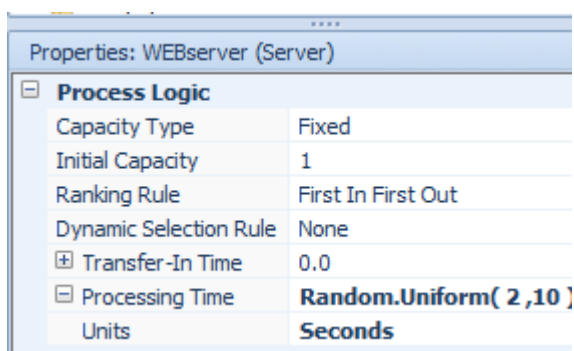 Properties: WEBserver (Server)
Process Logic
Capacity Type Fixed
Initial Capacity 1
Ranking Rule First In First Out
Dynamic Selection Rule None
Transfer-In Time 0.0
Processing Time Random.Uniform( 2 ,10 )
Units Seconds